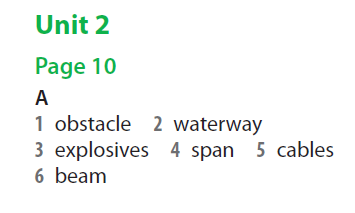 Unit 2
Page 10
A
1 obstacle 2 waterway
3 explosives 4 span 5 cables
6 beam